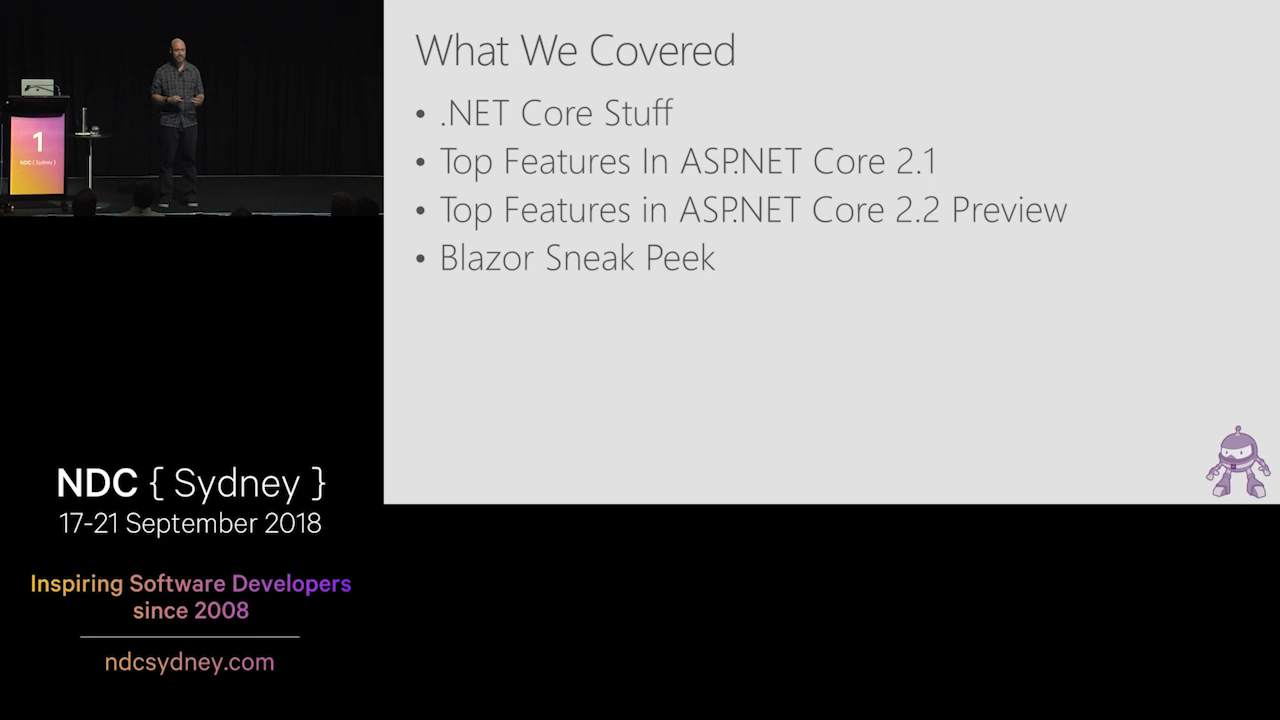 What We Covered
• .NET Core Stuff
• Top Features In ASP.NET Core 2.1
• Top Features in ASP.NET Core 2.2 Preview
• Blazor Sneak Peek
1
NDC { Sydney }
NDC { Sydney }
17-21 September 2018
Inspiring Software Developers
since 2008
ndcsydney.com